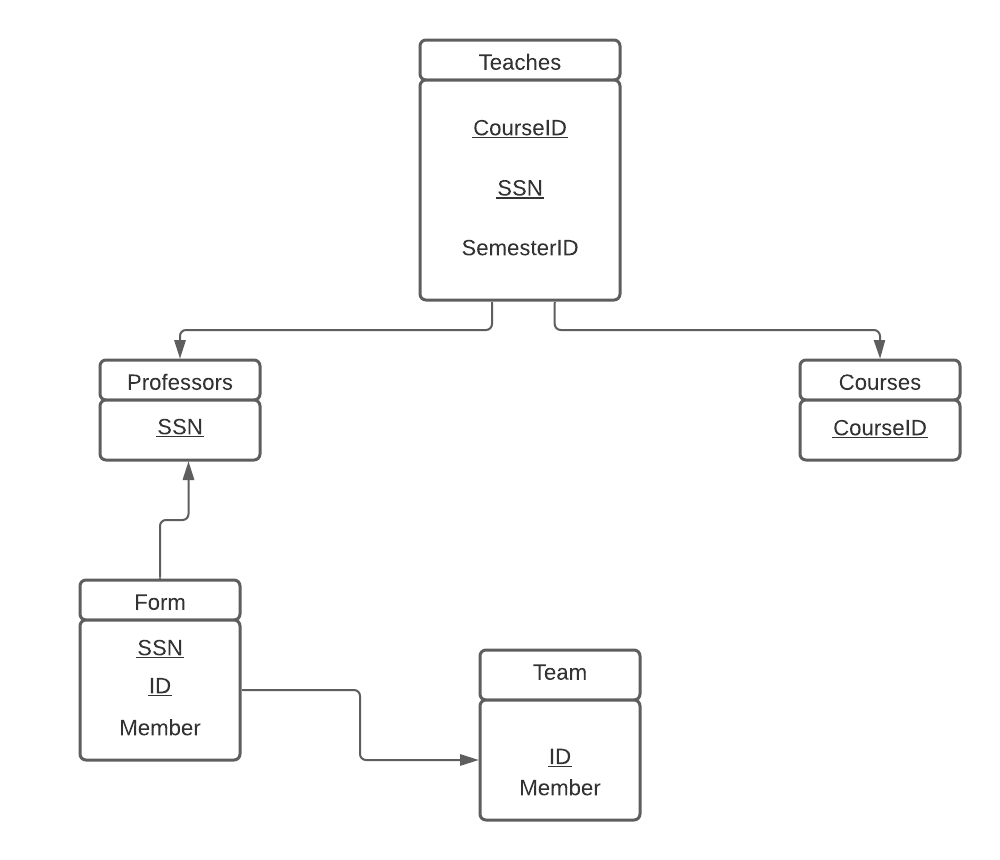 Teaches
CourseID
SSN
SemesterID
Professors
SSN
Courses
CourseID
Form
SSN
ID
Member
Team
ID
Member